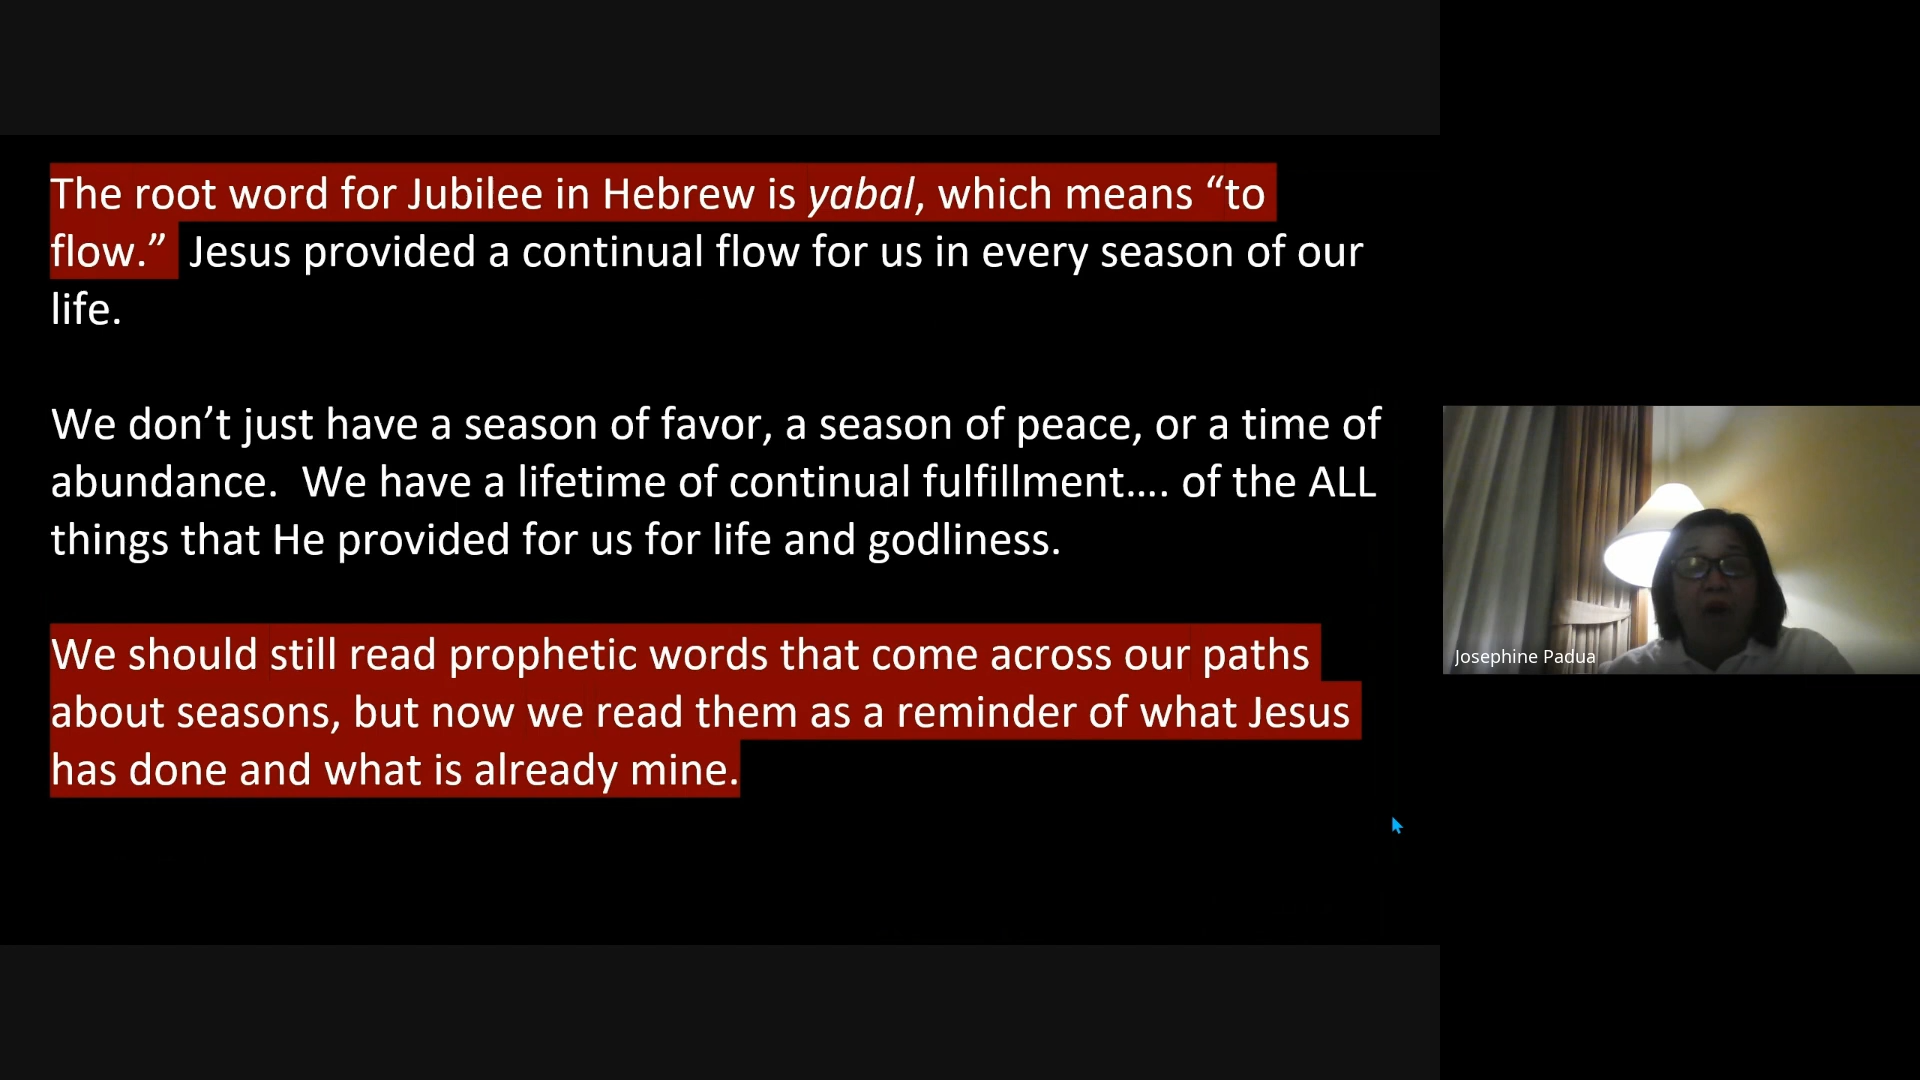 The root word for Jubilee in Hebrew is yabal, which means “to
flow.”  Jesus provided a continual flow for us in every season of our
life.
We don’t just have a season of favor, a season of peace, or a time of
abundance.  We have a lifetime of continual fulfillment.... of the ALL
things that He provided for us for life and godliness.
We should still read prophetic words that come across our paths
about seasons, but now we read them as a reminder of what Jesus
has done and what is already mine.
Josephine Padua